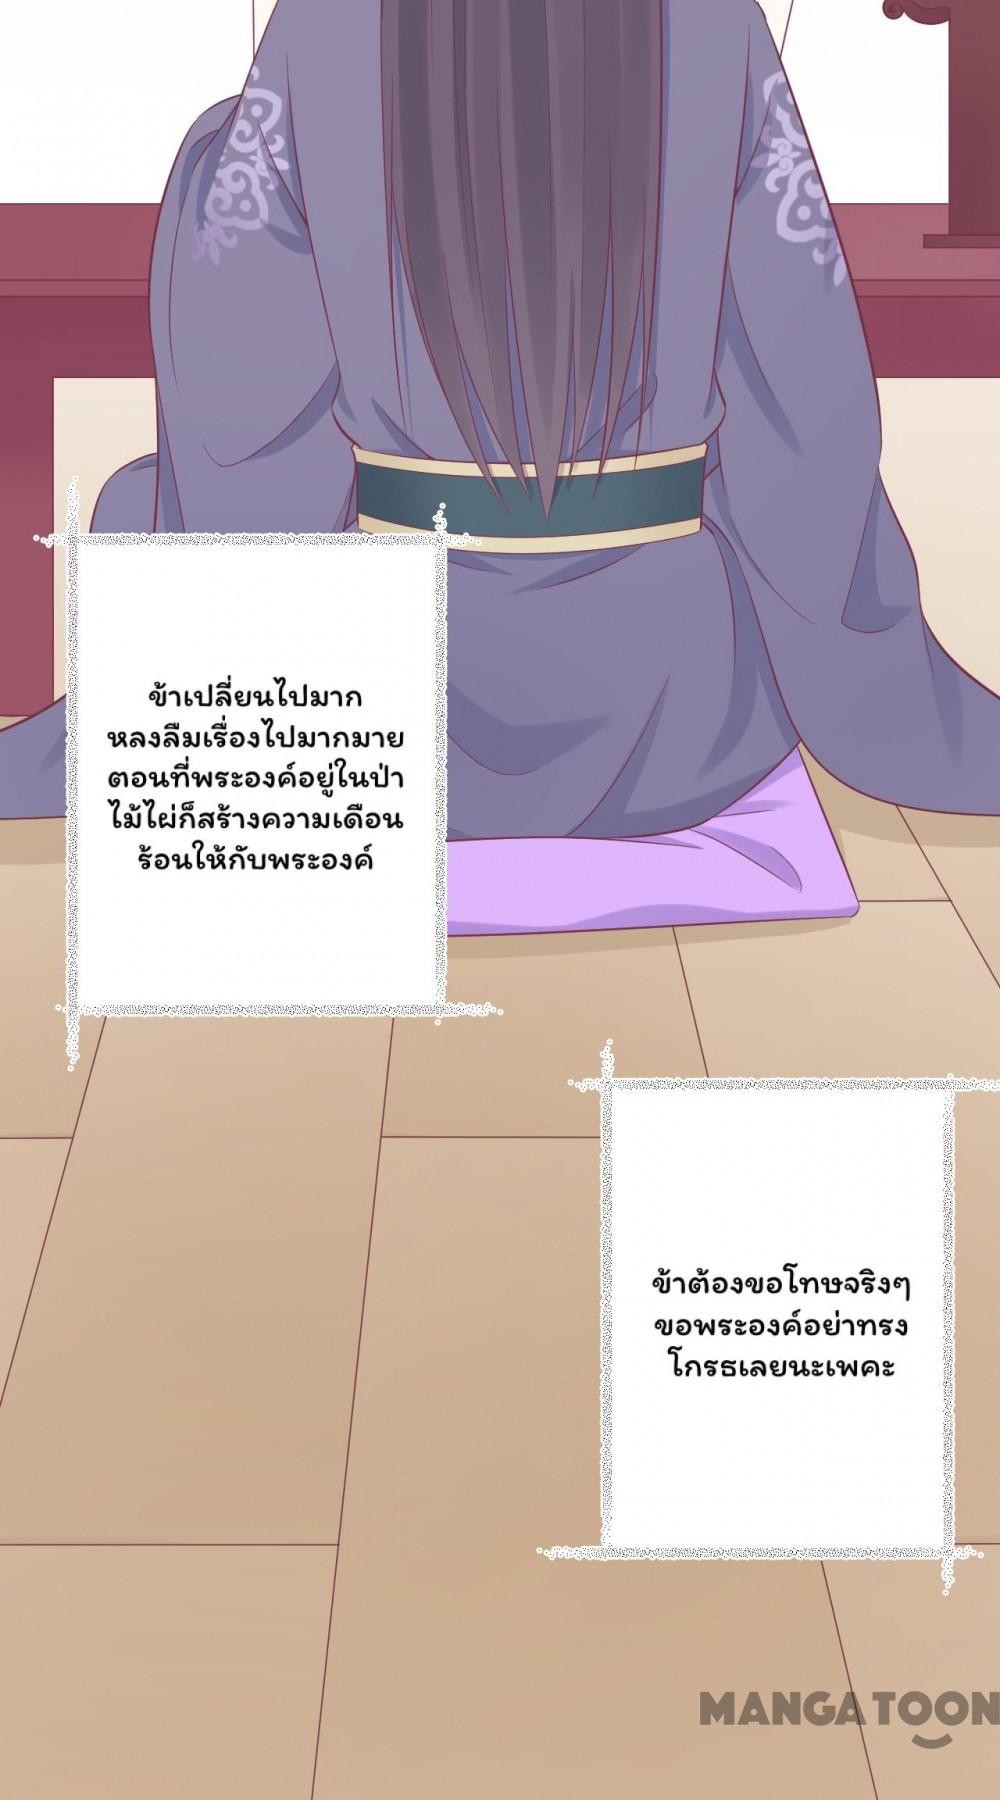 ข้าเปลี่ยนไปมาก
หลงลืมเรื่องไปมากมาย
ตอนที่พระองค์อยู่ในป่า
ไม้ไผ่ก็สร้างความเดือน
ร้อนให้กับพระองค์
ข้าต้องขอโทษจริงๆ
ขอพระองค์อย่าทรง
โกรธเลยนะเพคะ
MANGATOON